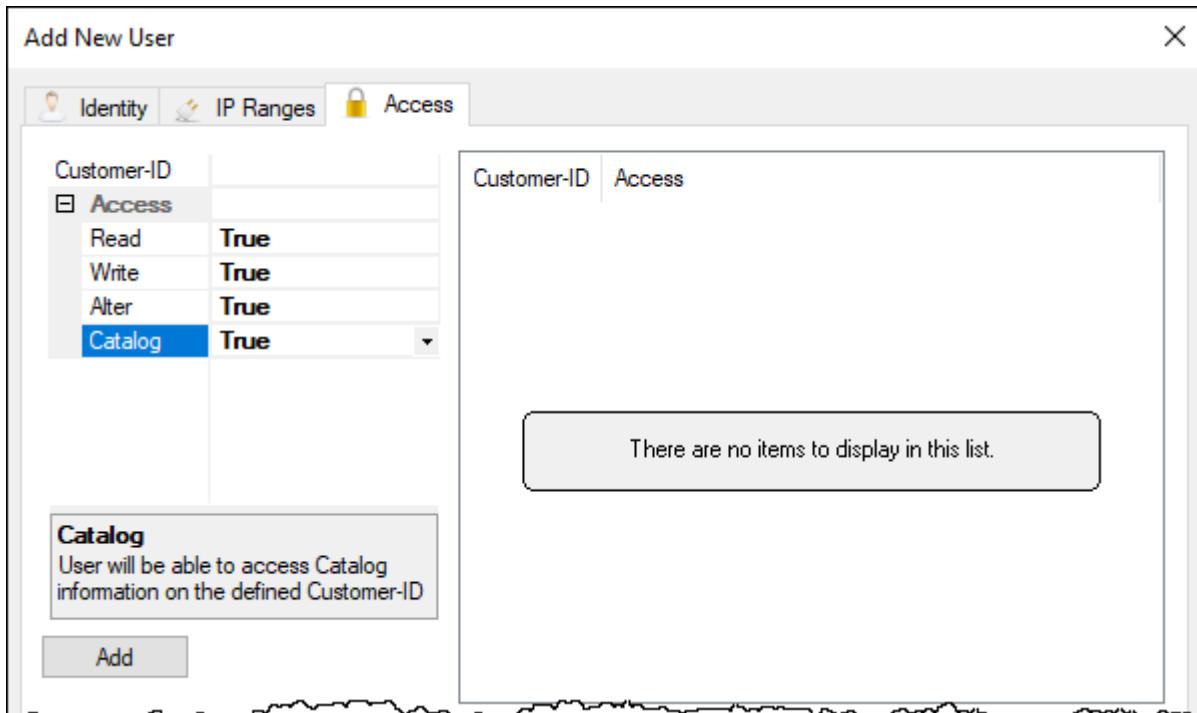 Add New User
Identity IP Ranges Access
Customer-ID
Access
Read True
Write True
Alter True
Catalog True
Catalog
User will be able to access Catalog
information on the defined Customer-ID
Add
Customer-ID Access
There are no items to display in this list.